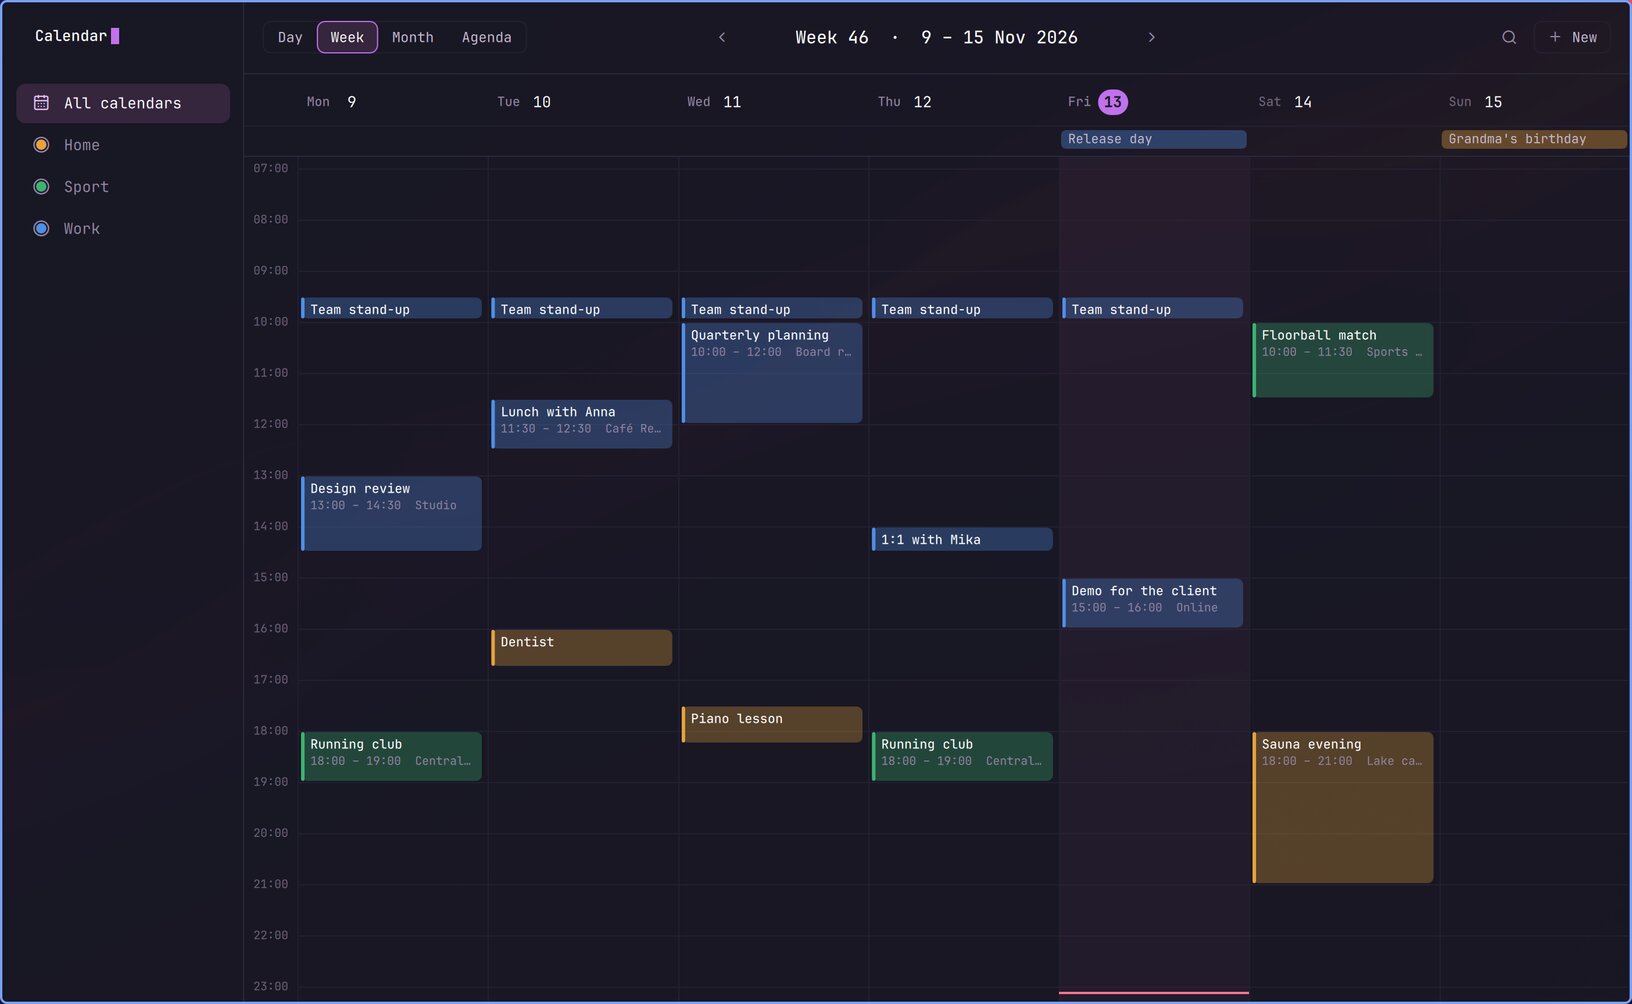 Calendar
All calendars
Home
Sport
Work
Day Week Month Agenda
Week 46 · 9 – 15 Nov 2026
New
Mon 9
Tue 10
Wed 11
Thu 12
Fri 13
Sat 14
Sun 15
Release day
Grandma's birthday
07:00
08:00
09:00
10:00
11:00
12:00
13:00
14:00
15:00
16:00
17:00
18:00
19:00
20:00
21:00
22:00
23:00
Team stand-up
Design review
13:00 – 14:30 Studio
Running club
18:00 – 19:00 Central…
Team stand-up
Lunch with Anna
11:30 – 12:30 Café Re…
Dentist
Team stand-up
Quarterly planning
10:00 – 12:00 Board r…
Piano lesson
Team stand-up
1:1 with Mika
Running club
18:00 – 19:00 Central…
Team stand-up
Demo for the client
15:00 – 16:00 Online
Floorball match
10:00 – 11:30 Sports …
Sauna evening
18:00 – 21:00 Lake ca…